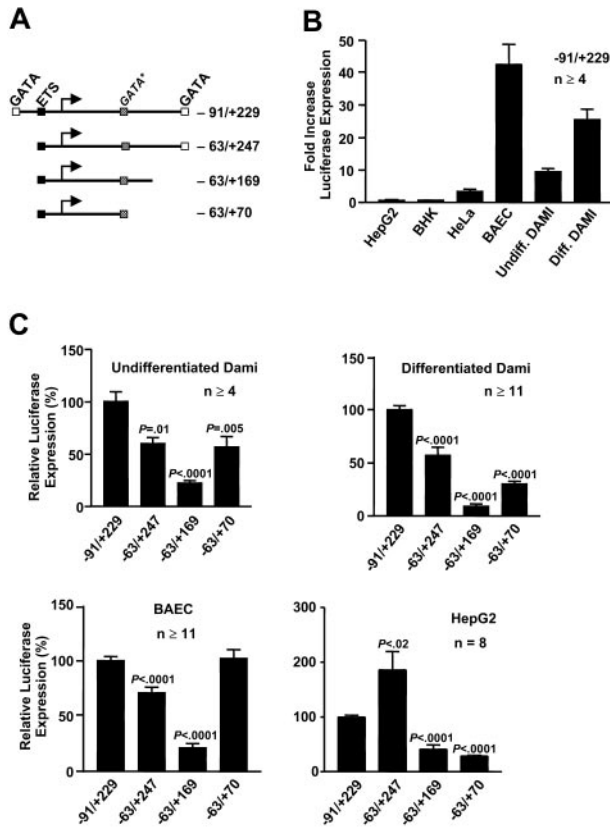 A
GATA
ETS
GATA*
GATA
– 91/+229
– 63/+247
– 63/+169
– 63/+70
B
Fold Increase
Luciferase Expression
50
40
30
20
10
0
-91/+229
n ≥ 4
HepG2
BHK
HeLa
BAEC
Undiff. DAMI
Diff. DAMI
C
Relative Luciferase
Expression (%)
150
100
50
0
Undifferentiated Dami
n ≥ 4
P=.01
P<.0001
P=.005
-91/+229
-63/+247
-63/+169
-63/+70
150
100
50
0
Differentiated Dami
n ≥ 11
P<.0001
P<.0001
P<.0001
-91/+229
-63/+247
-63/+169
-63/+70
Relative Luciferase
Expression (%)
150
100
50
0
BAEC
n ≥ 11
P<.0001
P<.0001
-91/+229
-63/+247
-63/+169
-63/+70
300
200
100
0
HepG2
n = 8
P<.02
P<.0001
P<.0001
-91/+229
-63/+247
-63/+169
-63/+70